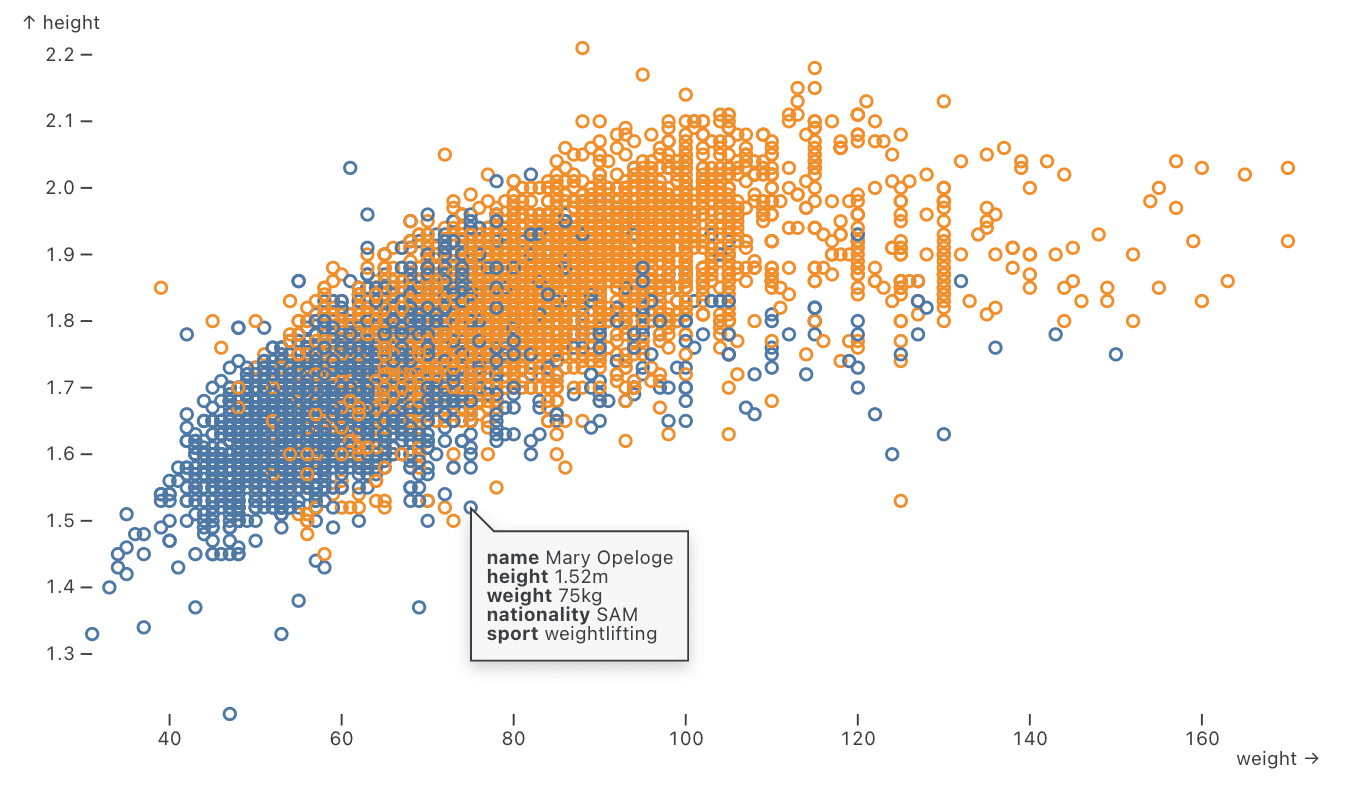 ↑ height
2.2
2.1
2.0
1.9
1.8
1.7
1.6
1.5
1.4
1.3
name Mary Opeloge
height 1.52m
weight 75kg
nationality SAM
sport weightlifting
40 60 80 100 120 140 160
weight →